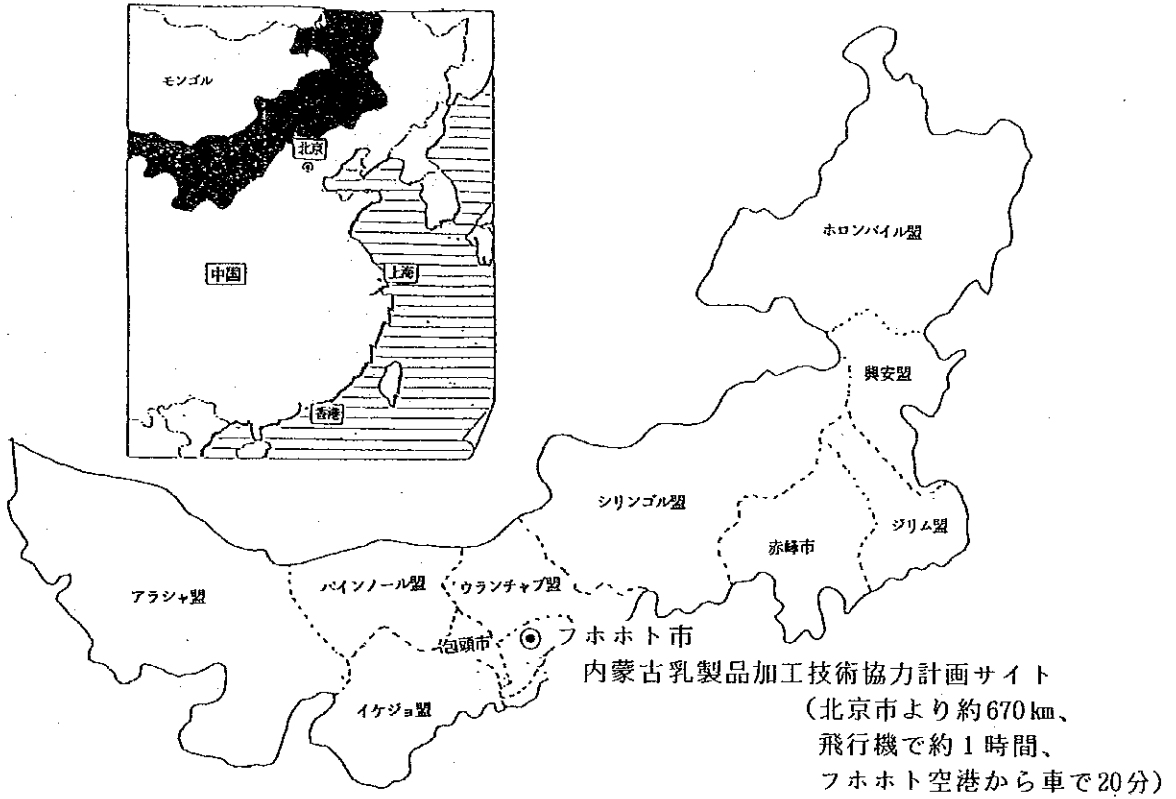 モンゴル
北京
中国
上海
香港
ホロンバイル盟
興安盟
シリンゴル盟
ジリム盟
赤峰市
アラシャ盟
バインノール盟
ウランチャブ盟
包頭市
イケジョ盟
フホホト市
内蒙古乳製品加工技術協力計画サイト
(北京市より約670km、
飛行機で約1時間、
フホホト空港から車で20分)